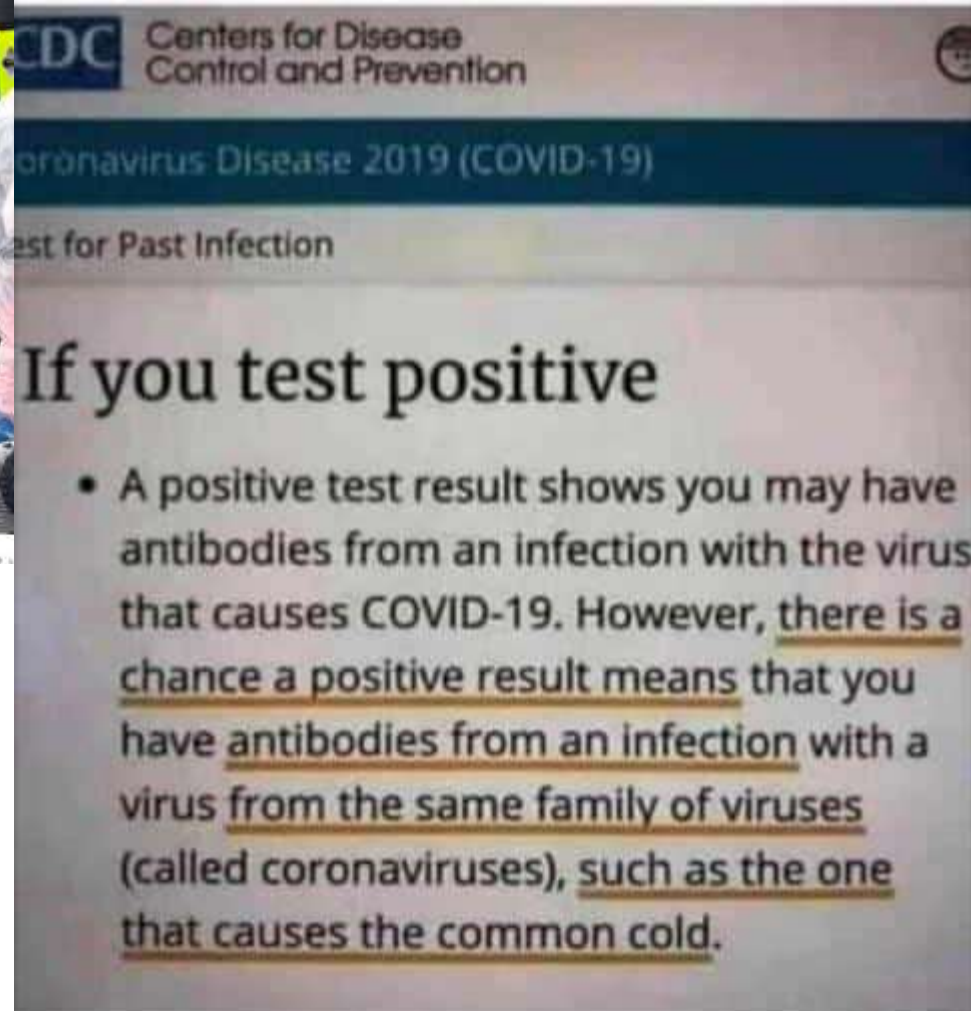 CDC Centers for Disease
Control and Prevention
oronavirus Disease 2019 (COVID-19)
est for Past Infection
If you test positive
• A positive test result shows you may have
antibodies from an infection with the virus
that causes COVID-19. However, there is a
chance a positive result means that you
have antibodies from an infection with a
virus from the same family of viruses
(called coronaviruses), such as the one
that causes the common cold.